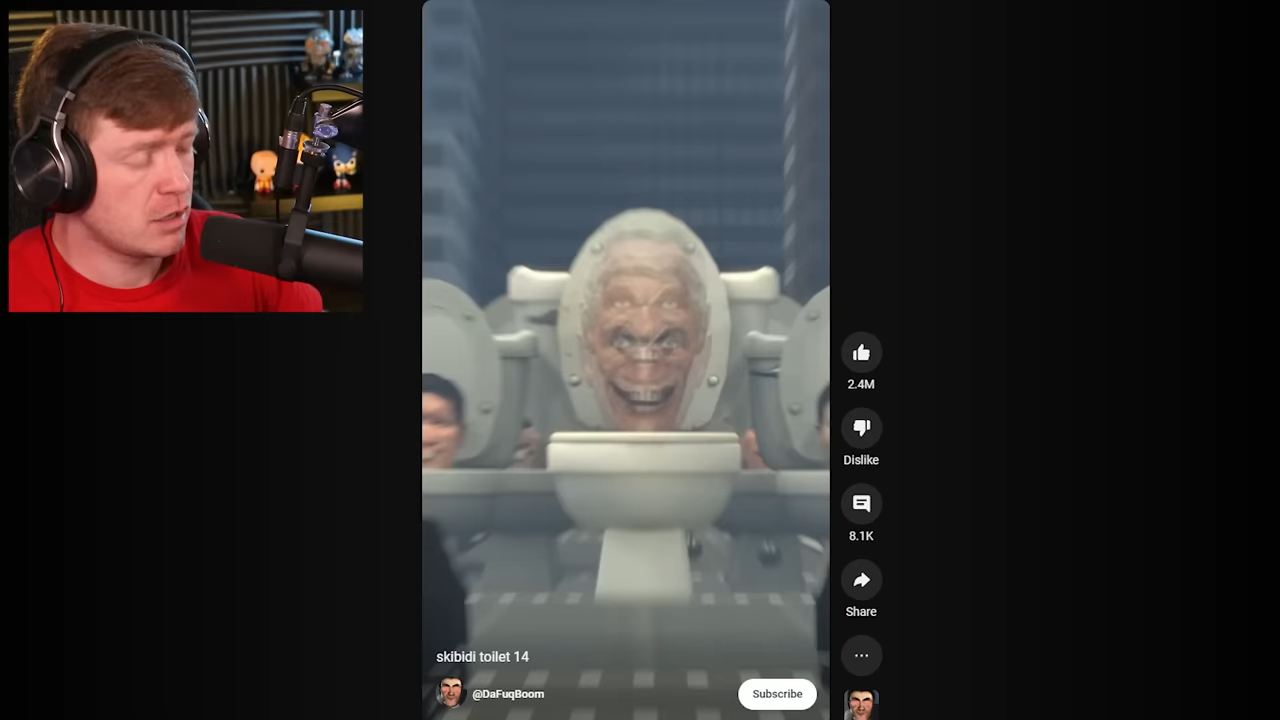 2.4M
Dislike
8.1K
Share
skibidi toilet 14
@DaFuqBoom
Subscribe